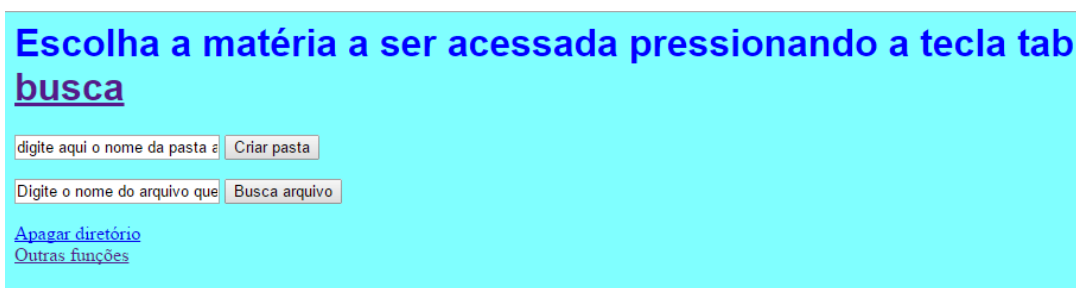 Escolha a matéria a ser acessada pressionando a tecla tab
busca
digite aqui o nome da pasta a Criar pasta
Digite o nome do arquivo que Busca arquivo
Apagar diretório
Outras funções